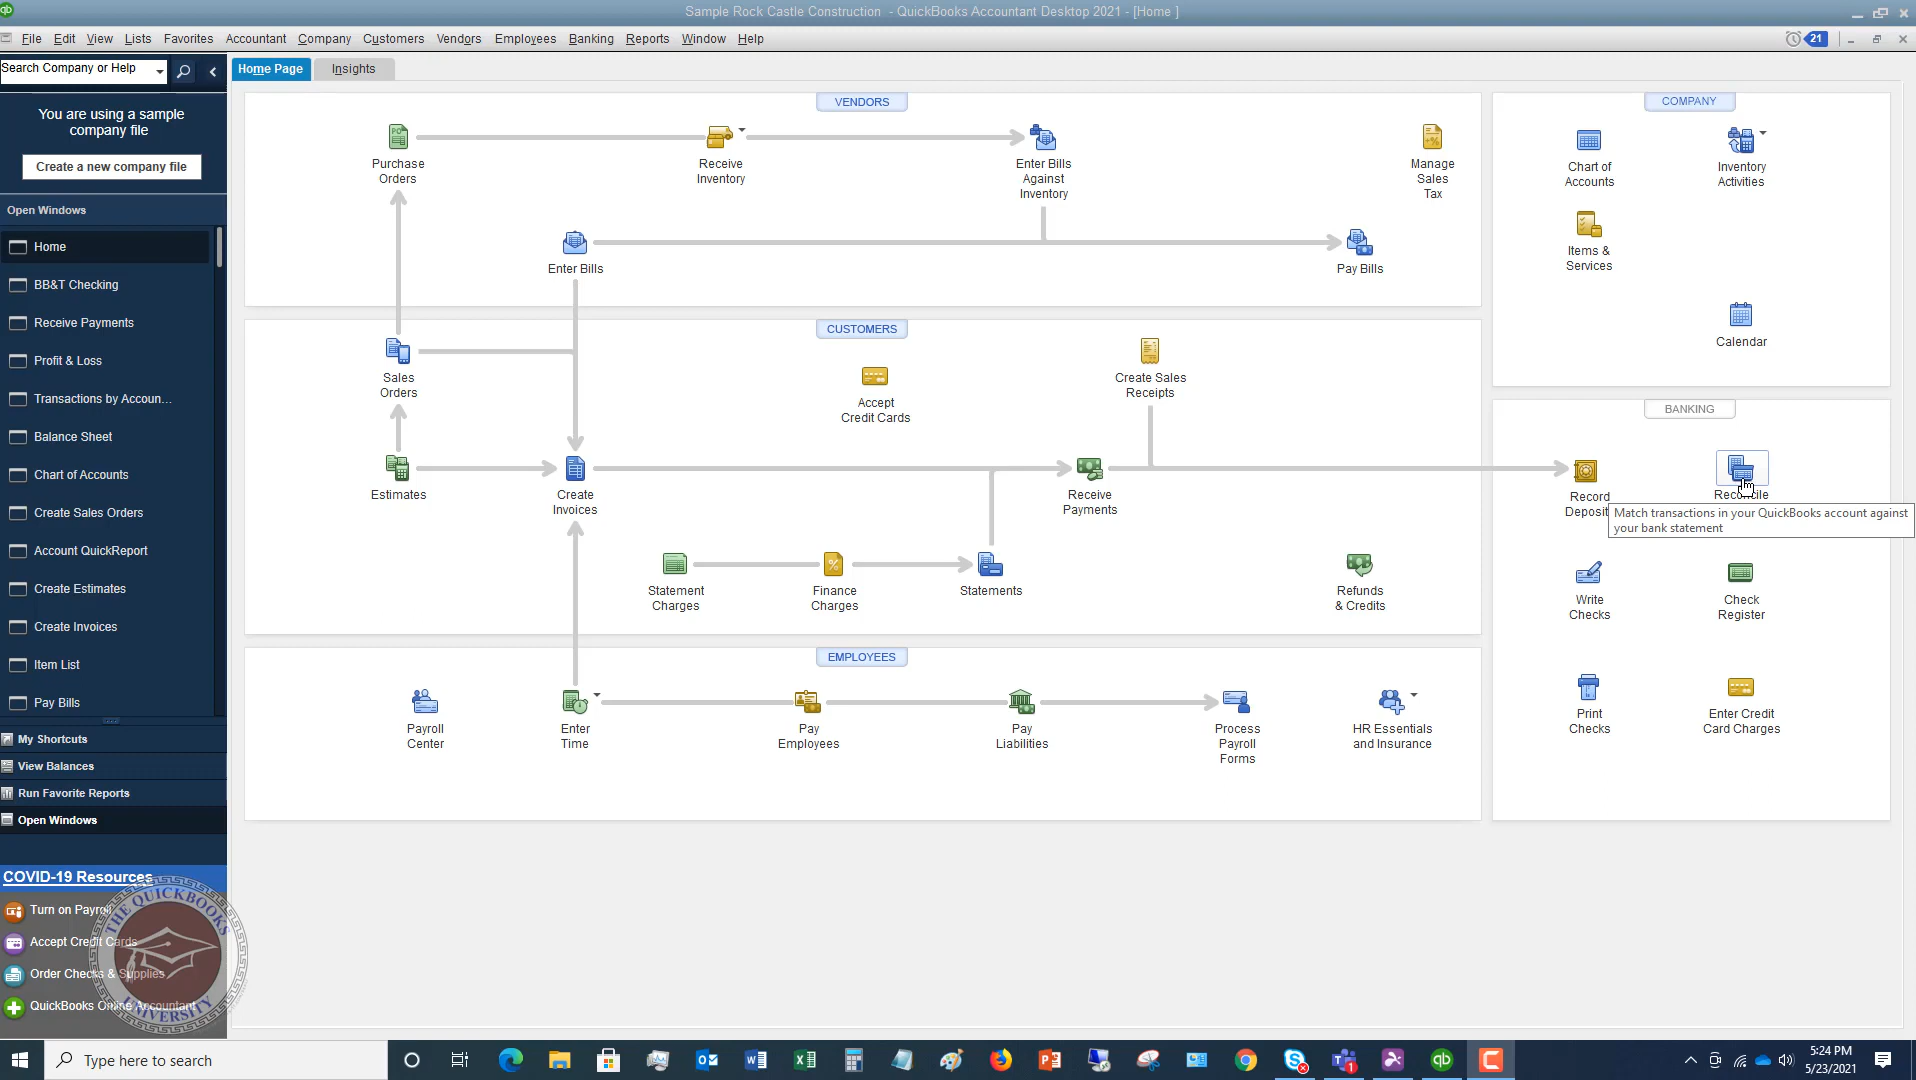 Sample Rock Castle Construction - QuickBooks Accountant Desktop 2021 - [Home ]
File Edit View Lists Favorites Accountant Company Customers Vendors Employees Banking Reports Window Help
21
Search Company or Help
Home Page
Insights
You are using a sample
company file
Create a new company file
Open Windows
Home
BB&T Checking
Receive Payments
Profit & Loss
Transactions by Accoun...
Balance Sheet
Chart of Accounts
Create Sales Orders
Account QuickReport
Create Estimates
Create Invoices
Item List
Pay Bills
My Shortcuts
View Balances
Run Favorite Reports
Open Windows
COVID-19 Resources
Turn on Payroll
Accept Credit Cards
Order Checks & Supplies
QuickBooks Online Accountant
THE QUICKBOOKS
UNIVERSITY
VENDORS
Purchase
Orders
Receive
Inventory
Enter Bills
Against
Inventory
Manage
Sales
Tax
Enter Bills
Pay Bills
CUSTOMERS
Sales
Orders
Accept
Credit Cards
Create Sales
Receipts
Estimates
Create
Invoices
Receive
Payments
Statement
Charges
Finance
Charges
Statements
Refunds
& Credits
EMPLOYEES
Payroll
Center
Enter
Time
Pay
Employees
Pay
Liabilities
Process
Payroll
Forms
HR Essentials
and Insurance
COMPANY
Chart of
Accounts
Inventory
Activities
Items &
Services
Calendar
BANKING
Record
Deposit
Reconcile
Match transactions in your QuickBooks account against
your bank statement
Write
Checks
Check
Register
Print
Checks
Enter Credit
Card Charges
Type here to search
5:24 PM
5/23/2021